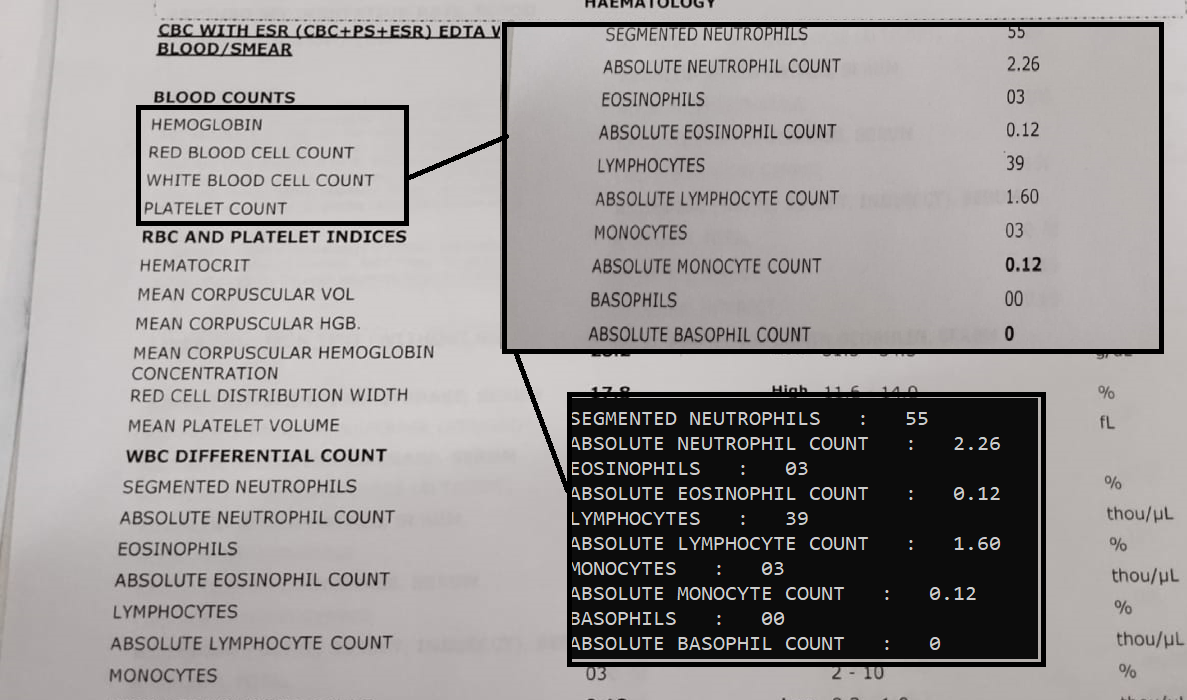 HAEMATOLOGY
CBC WITH ESR (CBC+PS+ESR) EDTA W
BLOOD/SMEAR
BLOOD COUNTS
HEMOGLOBIN
RED BLOOD CELL COUNT
WHITE BLOOD CELL COUNT
PLATELET COUNT
RBC AND PLATELET INDICES
HEMATOCRIT
MEAN CORPUSCULAR VOL
MEAN CORPUSCULAR HGB.
MEAN CORPUSCULAR HEMOGLOBIN
CONCENTRATION
RED CELL DISTRIBUTION WIDTH 17.8 High 11.6 - 14.0 %
MEAN PLATELET VOLUME fL
WBC DIFFERENTIAL COUNT
SEGMENTED NEUTROPHILS %
ABSOLUTE NEUTROPHIL COUNT thou/µL
EOSINOPHILS %
ABSOLUTE EOSINOPHIL COUNT thou/µL
LYMPHOCYTES %
ABSOLUTE LYMPHOCYTE COUNT thou/µL
MONOCYTES 03 2 - 10 %
SEGMENTED NEUTROPHILS 55
ABSOLUTE NEUTROPHIL COUNT 2.26
EOSINOPHILS 03
ABSOLUTE EOSINOPHIL COUNT 0.12
LYMPHOCYTES 39
ABSOLUTE LYMPHOCYTE COUNT 1.60
MONOCYTES 03
ABSOLUTE MONOCYTE COUNT 0.12
BASOPHILS 00
ABSOLUTE BASOPHIL COUNT 0
SEGMENTED NEUTROPHILS : 55
ABSOLUTE NEUTROPHIL COUNT : 2.26
EOSINOPHILS : 03
ABSOLUTE EOSINOPHIL COUNT : 0.12
LYMPHOCYTES : 39
ABSOLUTE LYMPHOCYTE COUNT : 1.60
MONOCYTES : 03
ABSOLUTE MONOCYTE COUNT : 0.12
BASOPHILS : 00
ABSOLUTE BASOPHIL COUNT : 0